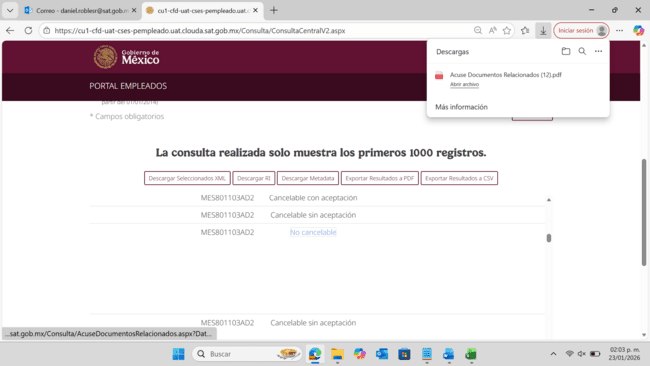 Correo - daniel.roblesr@sat.gob.m
cu1-cfd-uat-cses-pempleado.uat.c
https://cu1-cfd-uat-cses-pempleado.uat.clouda.sat.gob.mx/Consulta/ConsultaCentralV2.aspx
Iniciar sesión
Gobierno de
México
Descargas
Acuse Documentos Relacionados (12).pdf
Abrir archivo
Más información
PORTAL EMPLEADOS
partir del 01/01/2014)
* Campos obligatorios
La consulta realizada solo muestra los primeros 1000 registros.
Descargar Seleccionados XML
Descargar RI
Descargar Metadata
Exportar Resultados a PDF
Exportar Resultados a CSV
MES801103AD2 Cancelable con aceptación
MES801103AD2 Cancelable sin aceptación
MES801103AD2 No cancelable
MES801103AD2 Cancelable sin aceptación
...sat.gob.mx/Consulta/AcuseDocumentosRelacionados.aspx?Dat...
Buscar
02:03 p. m.
23/01/2026